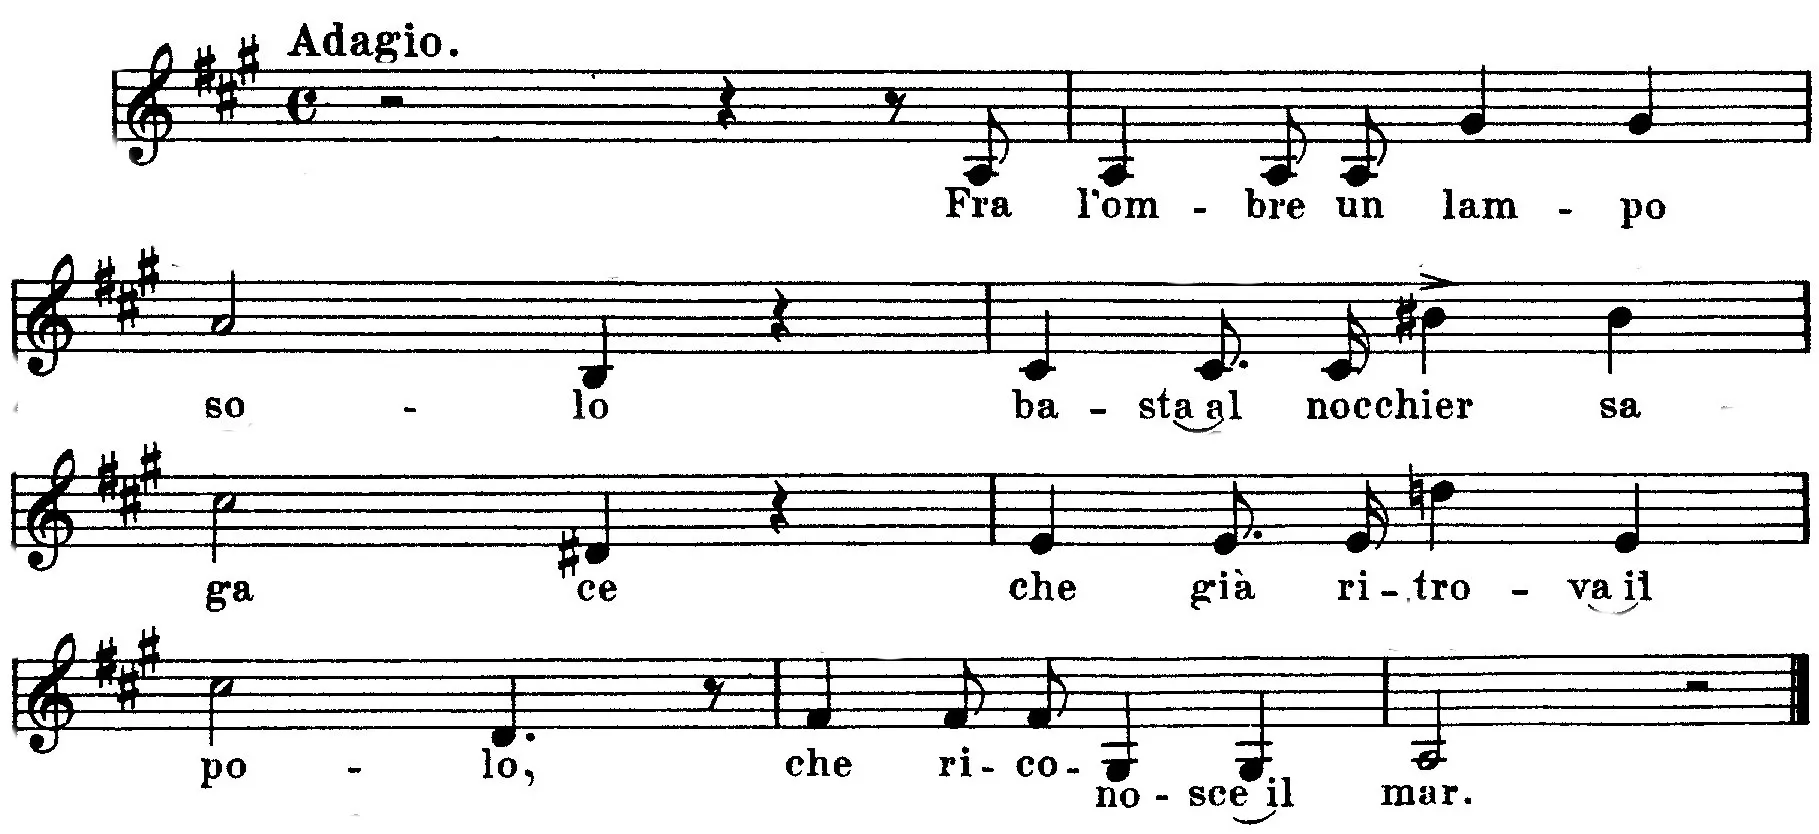 Adagio.
Fra l'om - bre un lam - po
so - lo ba - sta al nocchier sa -
ga ce che già ri - tro - va il
po - lo, che ri - co -
no - sce il mar.